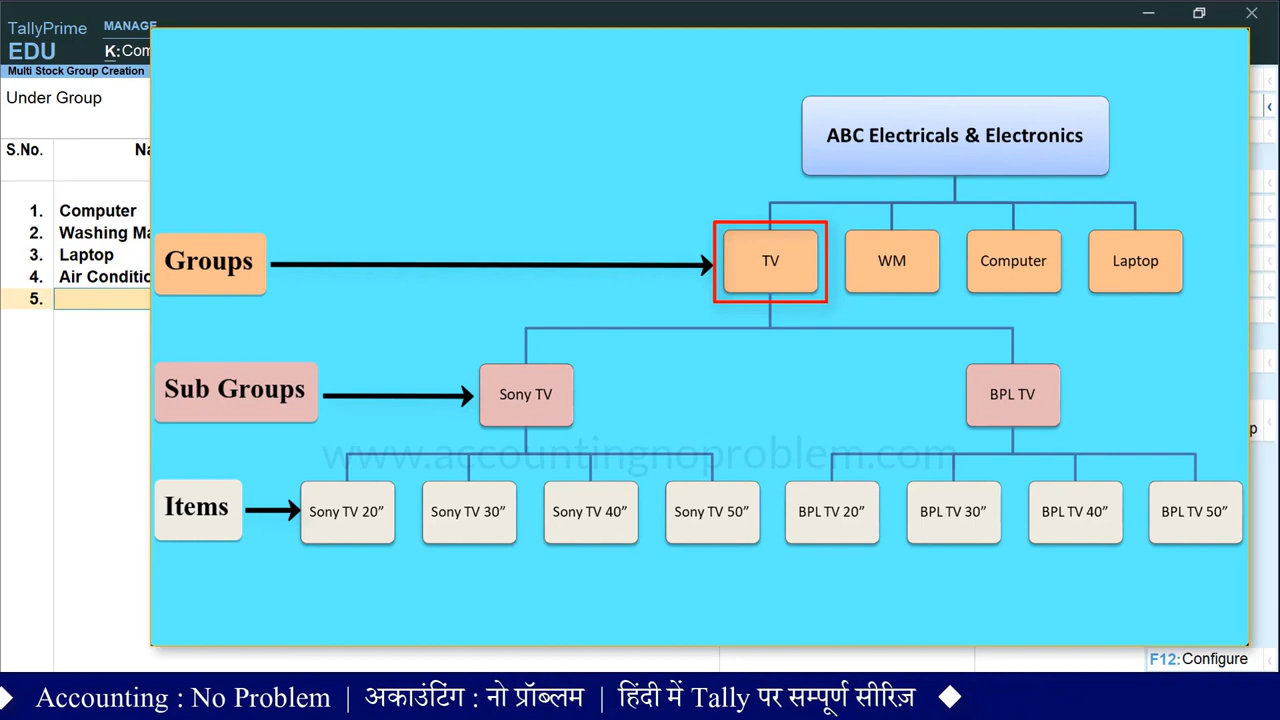 TallyPrime
MANAGE
EDU
K:Com
Multi Stock Group Creation
Under Group
S.No.
Na
1. Computer
2. Washing Ma
3. Laptop
4. Air Conditio
5.
ABC Electricals & Electronics
Groups
TV
WM
Computer
Laptop
Sub Groups
Sony TV
BPL TV
www.accountingnoproblem.com
Items
Sony TV 20”
Sony TV 30”
Sony TV 40”
Sony TV 50”
BPL TV 20”
BPL TV 30”
BPL TV 40”
BPL TV 50”
p
F12:Configure
Accounting : No Problem | अकाउंटिंग : नो प्रॉब्लम | हिंदी में Tally पर सम्पूर्ण सीरिज़